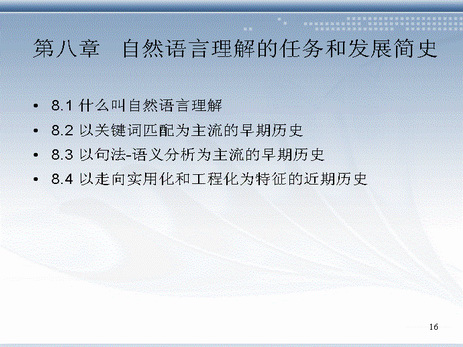 第八章 自然语言理解的任务和发展简史
• 8.1 什么叫自然语言理解
• 8.2 以关键词匹配为主流的早期历史
• 8.3 以句法-语义分析为主流的早期历史
• 8.4 以走向实用化和工程化为特征的近期历史
16